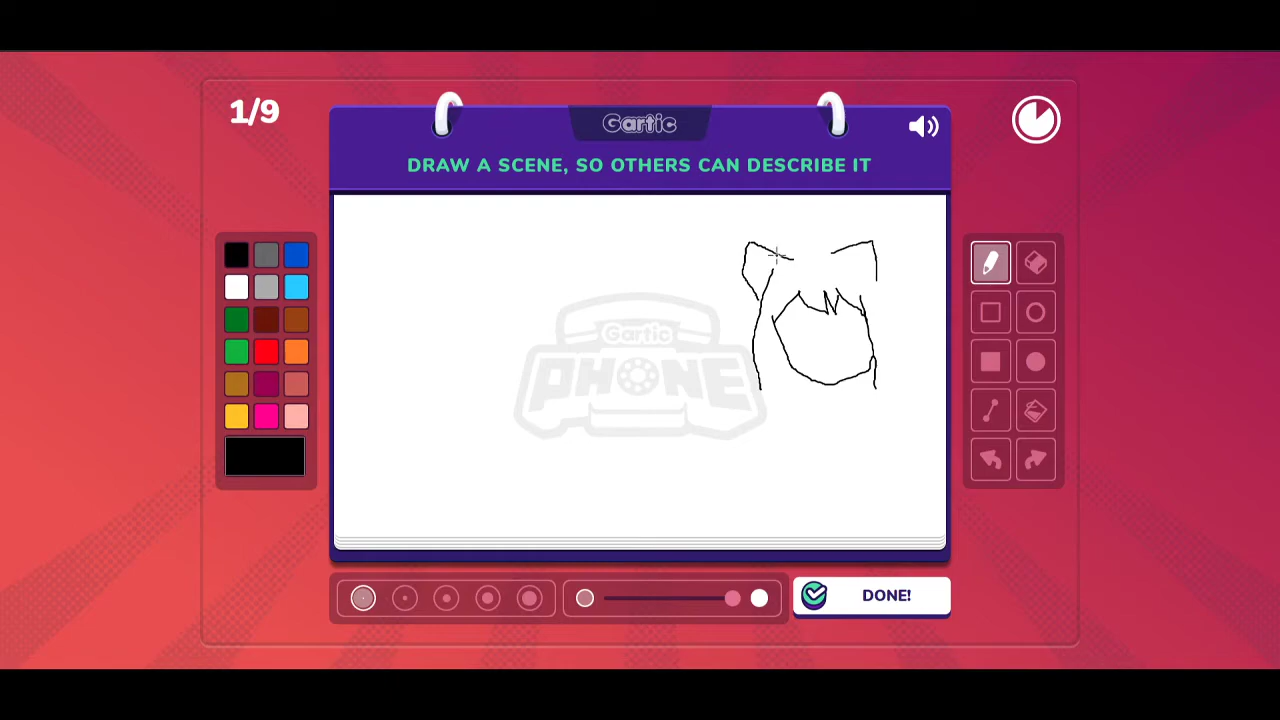 1/9
Gartic
DRAW A SCENE, SO OTHERS CAN DESCRIBE IT
Gartic
PHONE
DONE!